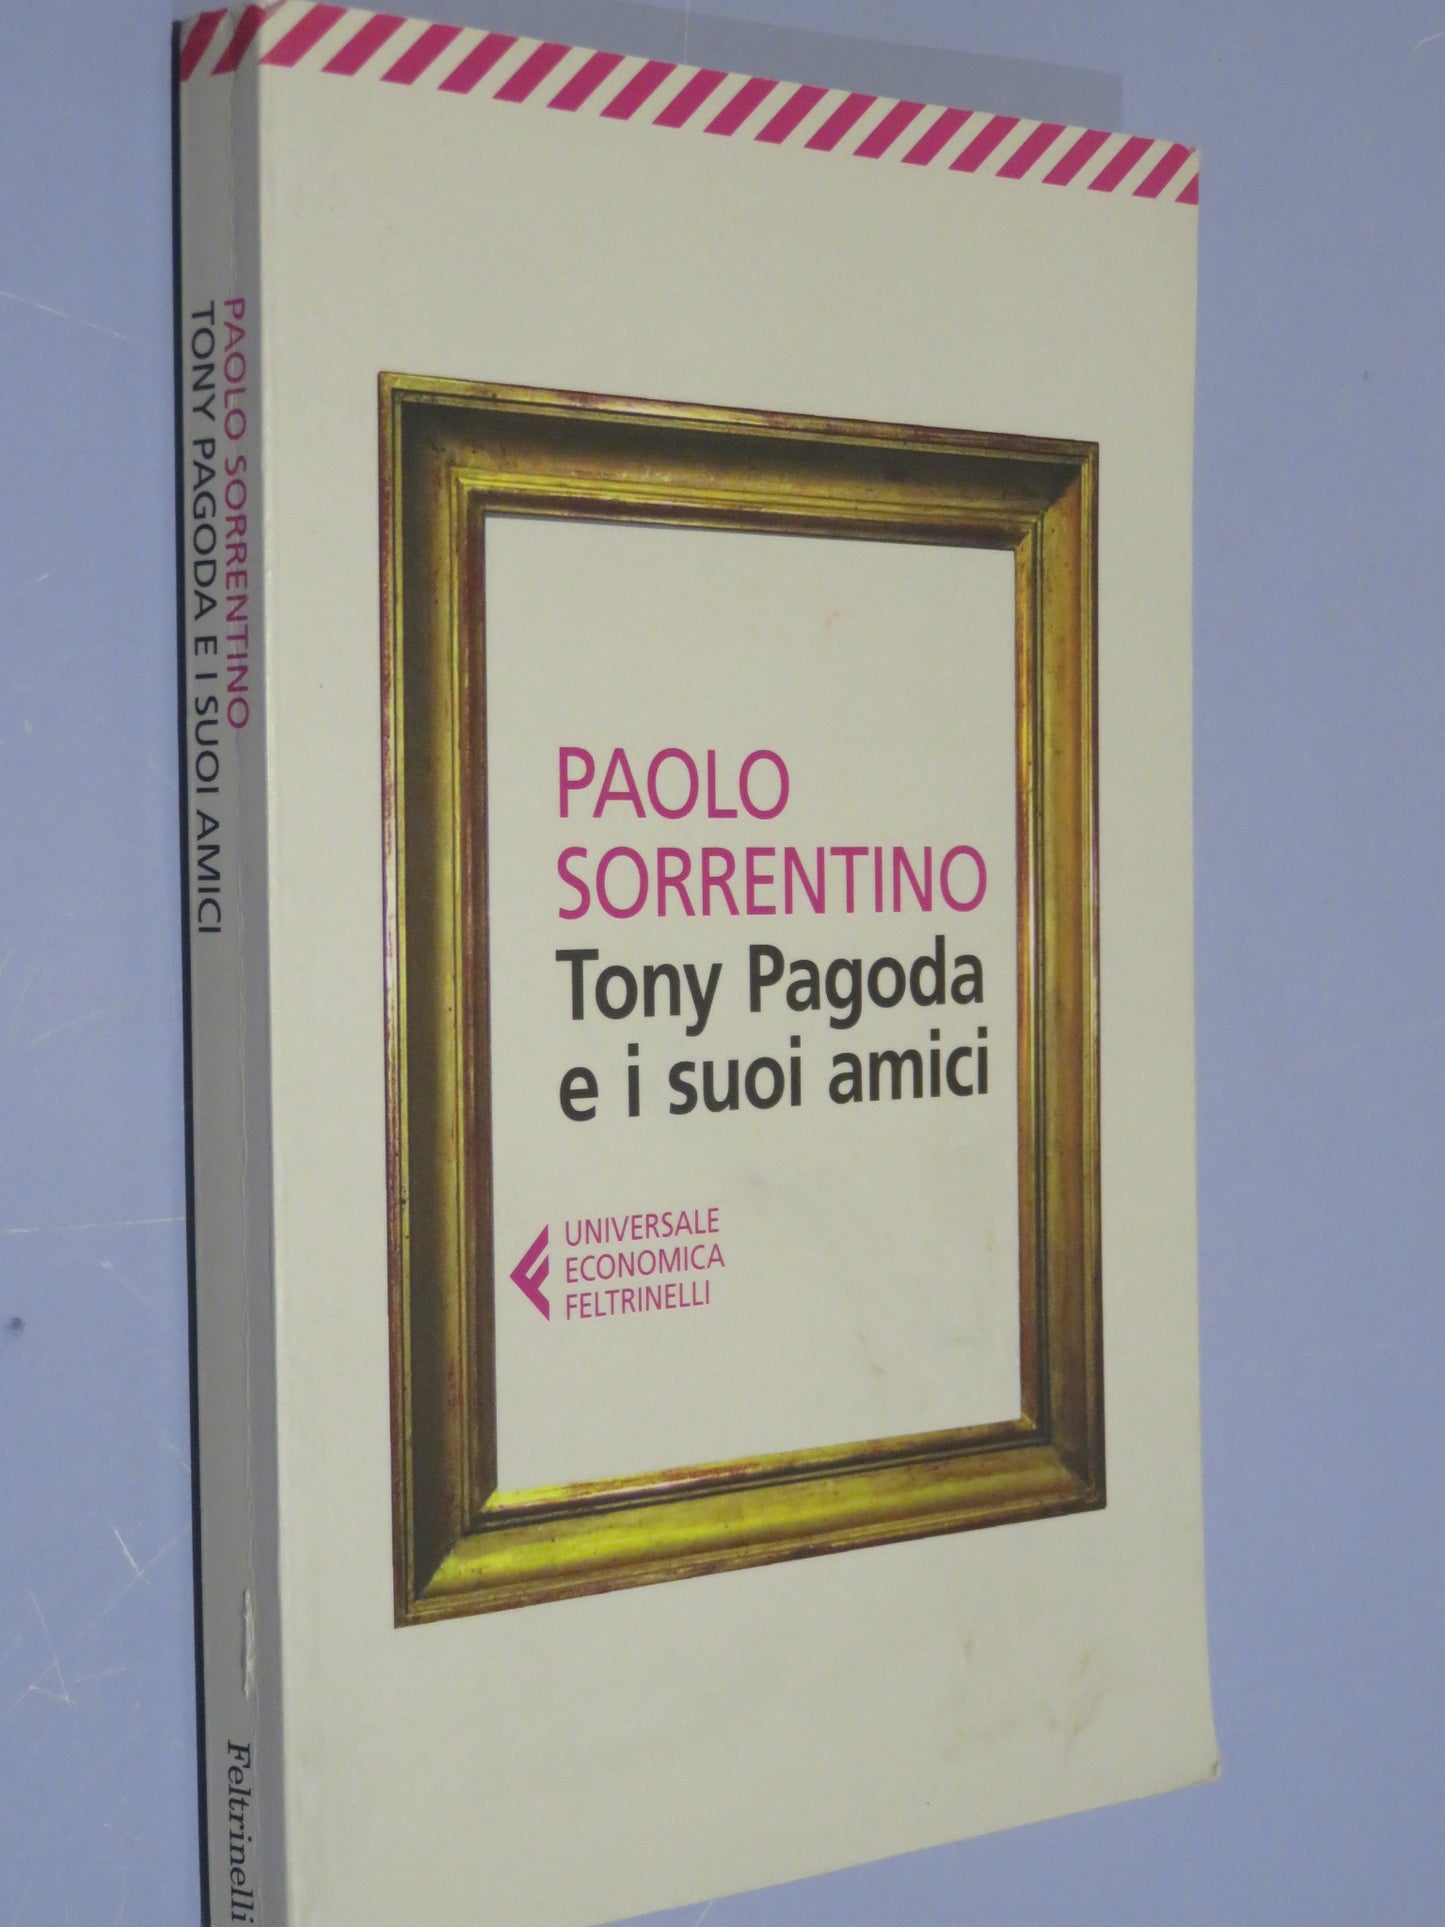 PAOLO SORRENTINO
TONY PAGODA E I SUOI AMICI
Feltrinelli
PAOLO
SORRENTINO
Tony Pagoda
e i suoi amici
UNIVERSALE
ECONOMICA
FELTRINELLI